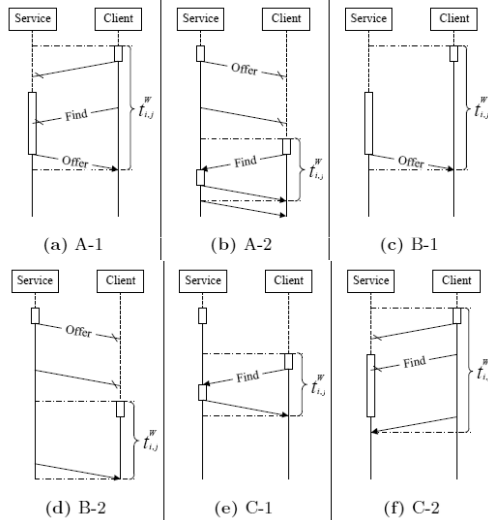 Service Client Service Client Service Client
Offer
Find
Offer
Find
Offer
t^W_{i,j}
t^W_{i,j}
t^W_{i,j}
(a) A-1 (b) A-2 (c) B-1
Service Client Service Client Service Client
Offer
Find
Find
t^W_{i,j}
t^W_{i,j}
t^W_{i,
(d) B-2 (e) C-1 (f) C-2